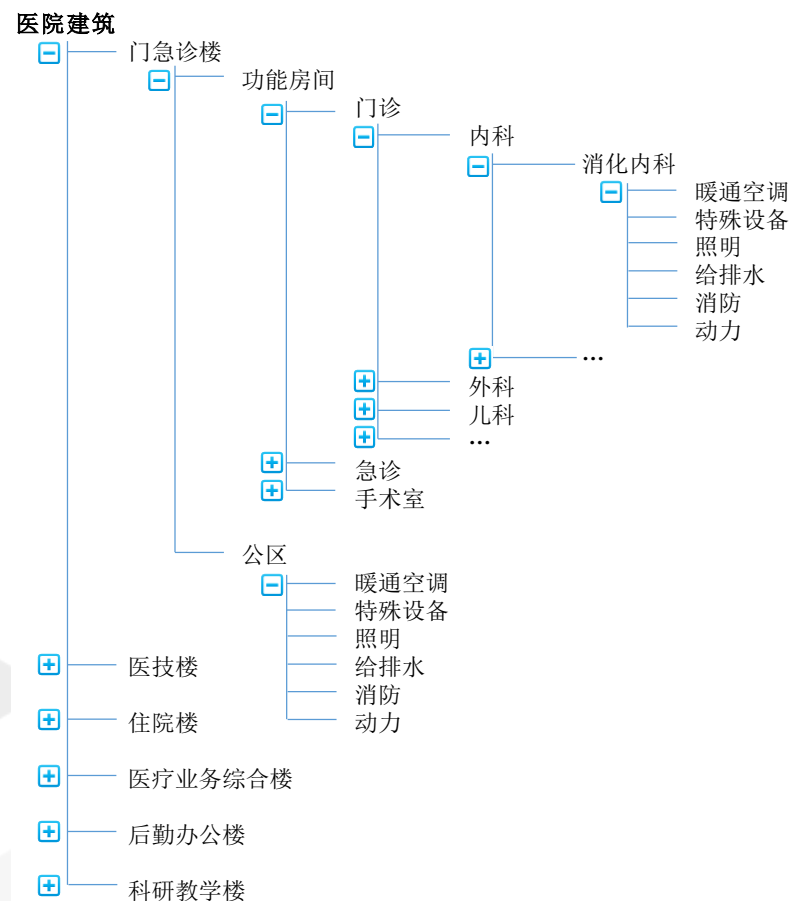 医院建筑
门急诊楼
功能房间
门诊
内科
消化内科
暖通空调
特殊设备
照明
给排水
消防
动力
…
外科
儿科
…
急诊
手术室
公区
暖通空调
特殊设备
照明
给排水
消防
动力
医技楼
住院楼
医疗业务综合楼
后勤办公楼
科研教学楼